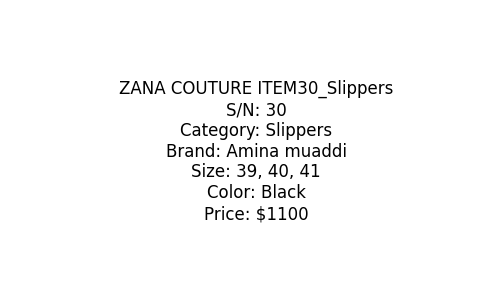 ZANA COUTURE ITEM30_Slippers
S/N: 30
Category: Slippers
Brand: Amina muaddi
Size: 39, 40, 41
Color: Black
Price: $1100